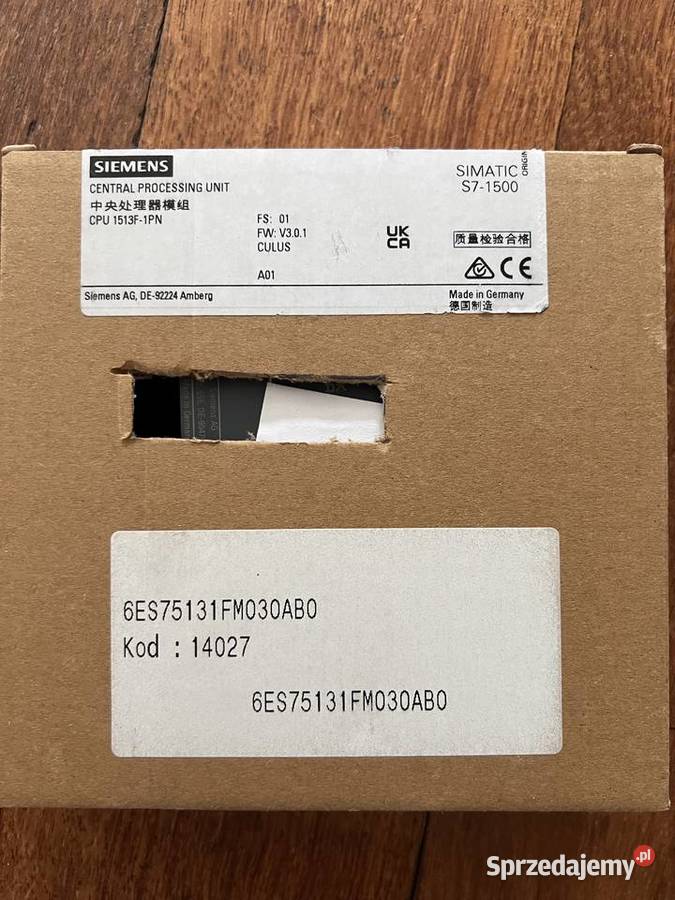 SIEMENS
CENTRAL PROCESSING UNIT
中央处理器模组
CPU 1513F-1PN
FS: 01
FW: V3.0.1
CULUS
A01
UK
CA
SIMATIC
S7-1500
ORIGIN
质量检验合格
CE
Siemens AG, DE-92224 Amberg
Made in Germany
德国制造
6ES75131FM030AB0
Kod : 14027
6ES75131FM030AB0
Sprzedajemy.pl